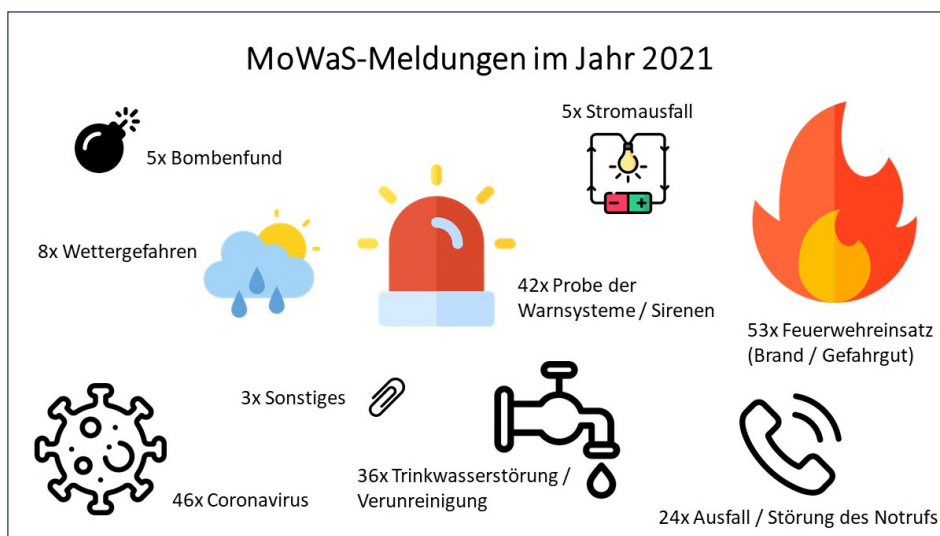 MoWaS-Meldungen im Jahr 2021
5x Bombenfund
5x Stromausfall
8x Wettergefahren
42x Probe der
Warnsysteme / Sirenen
53x Feuerwehreinsatz
(Brand / Gefahrgut)
3x Sonstiges
46x Coronavirus
36x Trinkwasserstörung /
Verunreinigung
24x Ausfall / Störung des Notrufs